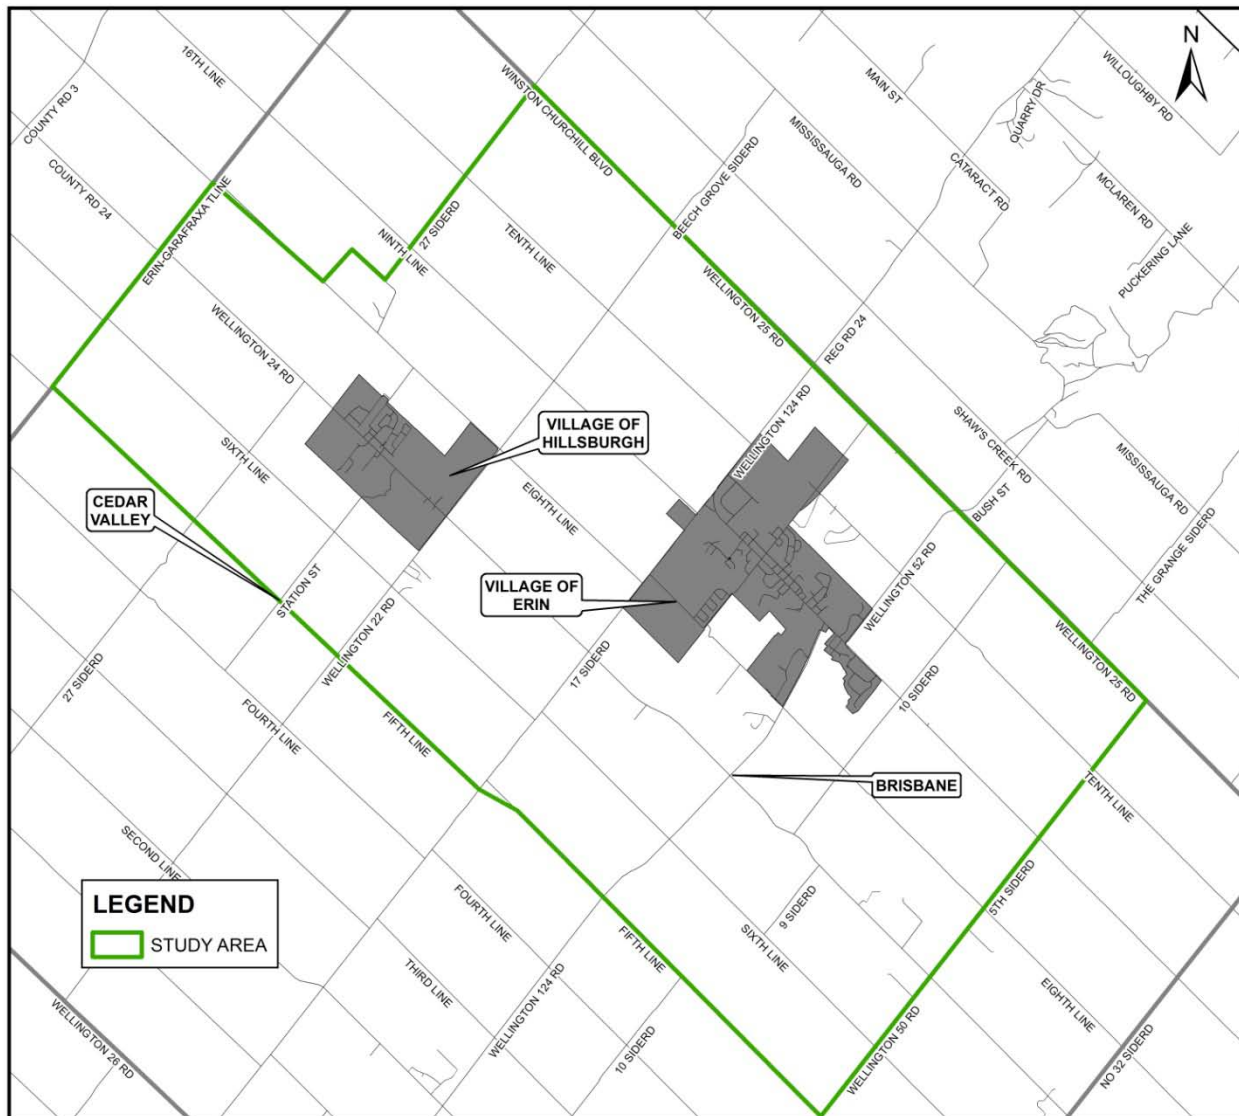 N
16TH LINE
WINSTON CHURCHILL BLVD
MAIN ST
WILLOUGHBY RD
COUNTY RD 3
QUARRY DR
MISSISSAUGA RD
CATARACT RD
MCLAREN RD
COUNTY RD 24
ERIN-GARAFRAXA TLINE
NINTH LINE
27 SIDERD
TENTH LINE
BEECH GROVE SIDERD
PUCKERING LANE
WELLINGTON 25 RD
REG RD 24
WELLINGTON 24 RD
WELLINGTON 124 RD
VILLAGE OF
HILLSBURGH
SIXTH LINE
SHAW'S CREEK RD
MISSISSAUGA RD
CEDAR
VALLEY
EIGHTH LINE
BUSH ST
THE GRANGE SIDERD
VILLAGE OF
ERIN
STATION ST
WELLINGTON 52 RD
WELLINGTON 22 RD
27 SIDERD
17 SIDERD
10 SIDERD
WELLINGTON 25 RD
FOURTH LINE
FIFTH LINE
BRISBANE
TENTH LINE
SECOND LINE
LEGEND
STUDY AREA
FOURTH LINE
THIRD LINE
WELLINGTON 124 RD
FIFTH LINE
9 SIDERD
SIXTH LINE
5TH SIDERD
EIGHTH LINE
WELLINGTON 26 RD
10 SIDERD
WELLINGTON 50 RD
NO 32 SIDERD